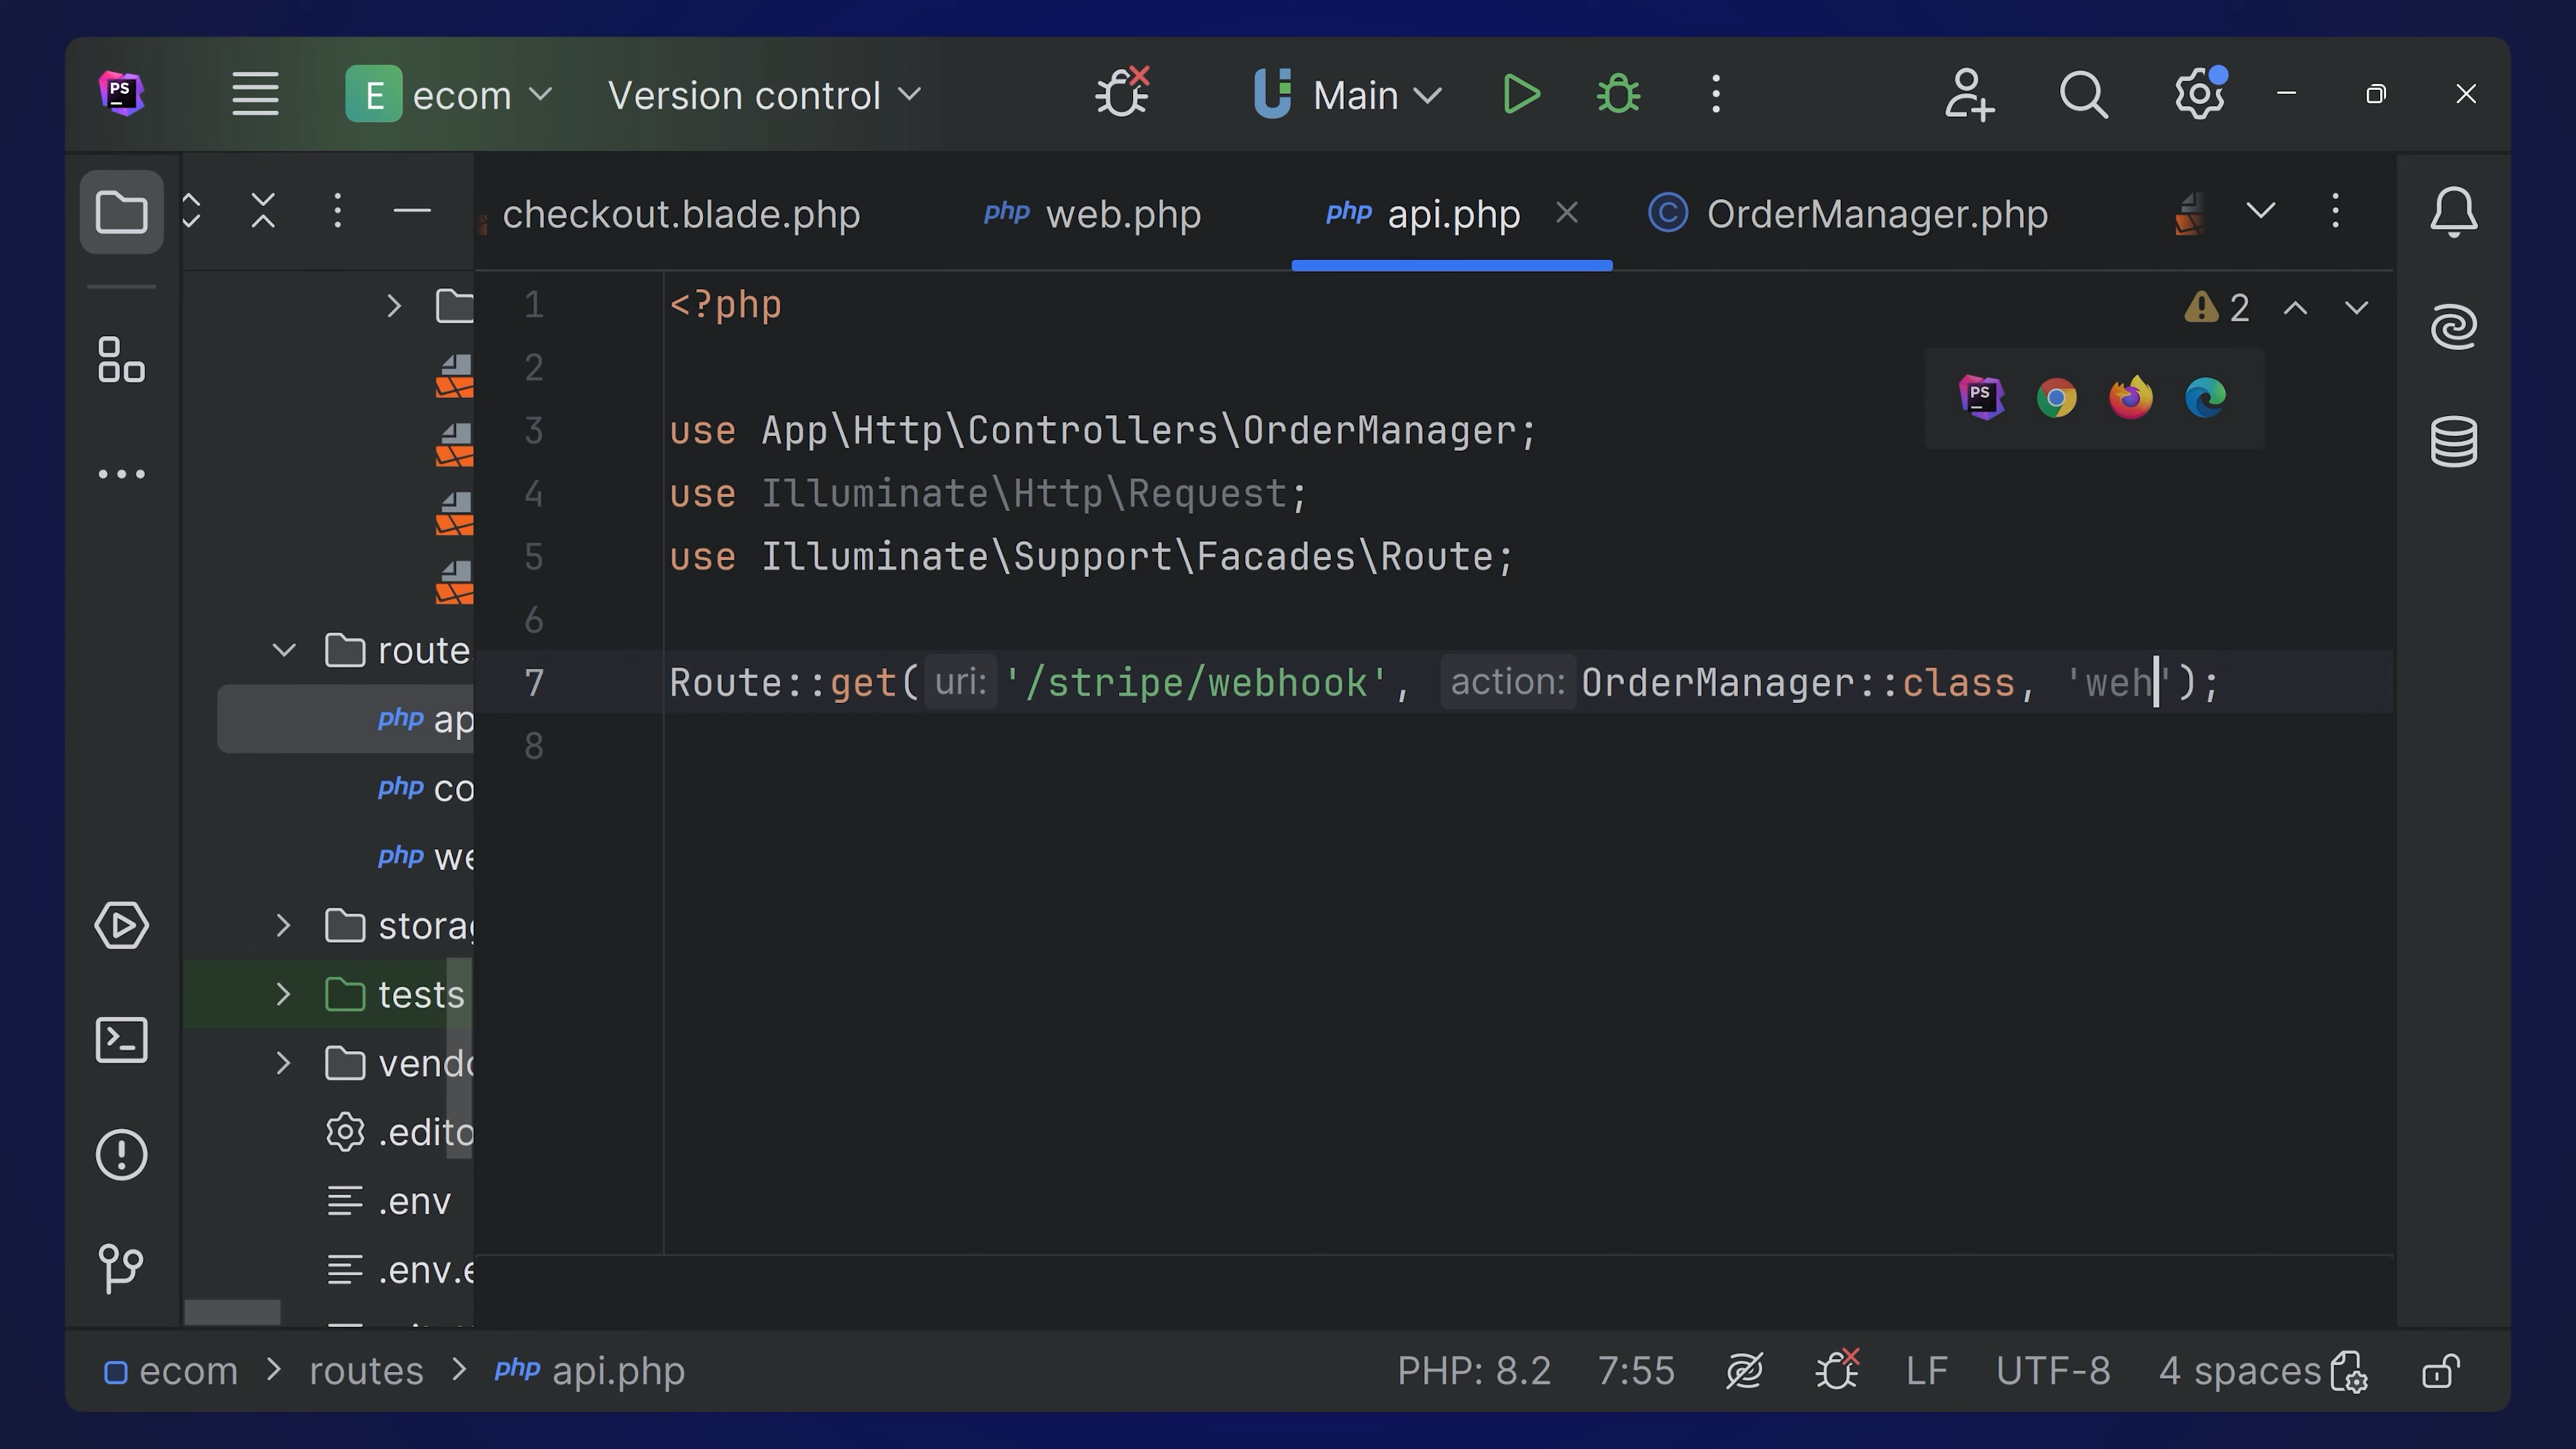 PS E ecom Version control Main
checkout.blade.php php web.php php api.php C OrderManager.php
1 <?php 2
2 PS
3 use App\Http\Controllers\OrderManager;
4 use Illuminate\Http\Request;
5 use Illuminate\Support\Facades\Route;
6
7 Route::get( uri: '/stripe/webhook', action: OrderManager::class, 'weh');
8
route
php ap
php co
php we
storag
tests
vendo
.edito
.env
.env.e
ecom > routes > php api.php PHP: 8.2 7:55 LF UTF-8 4 spaces